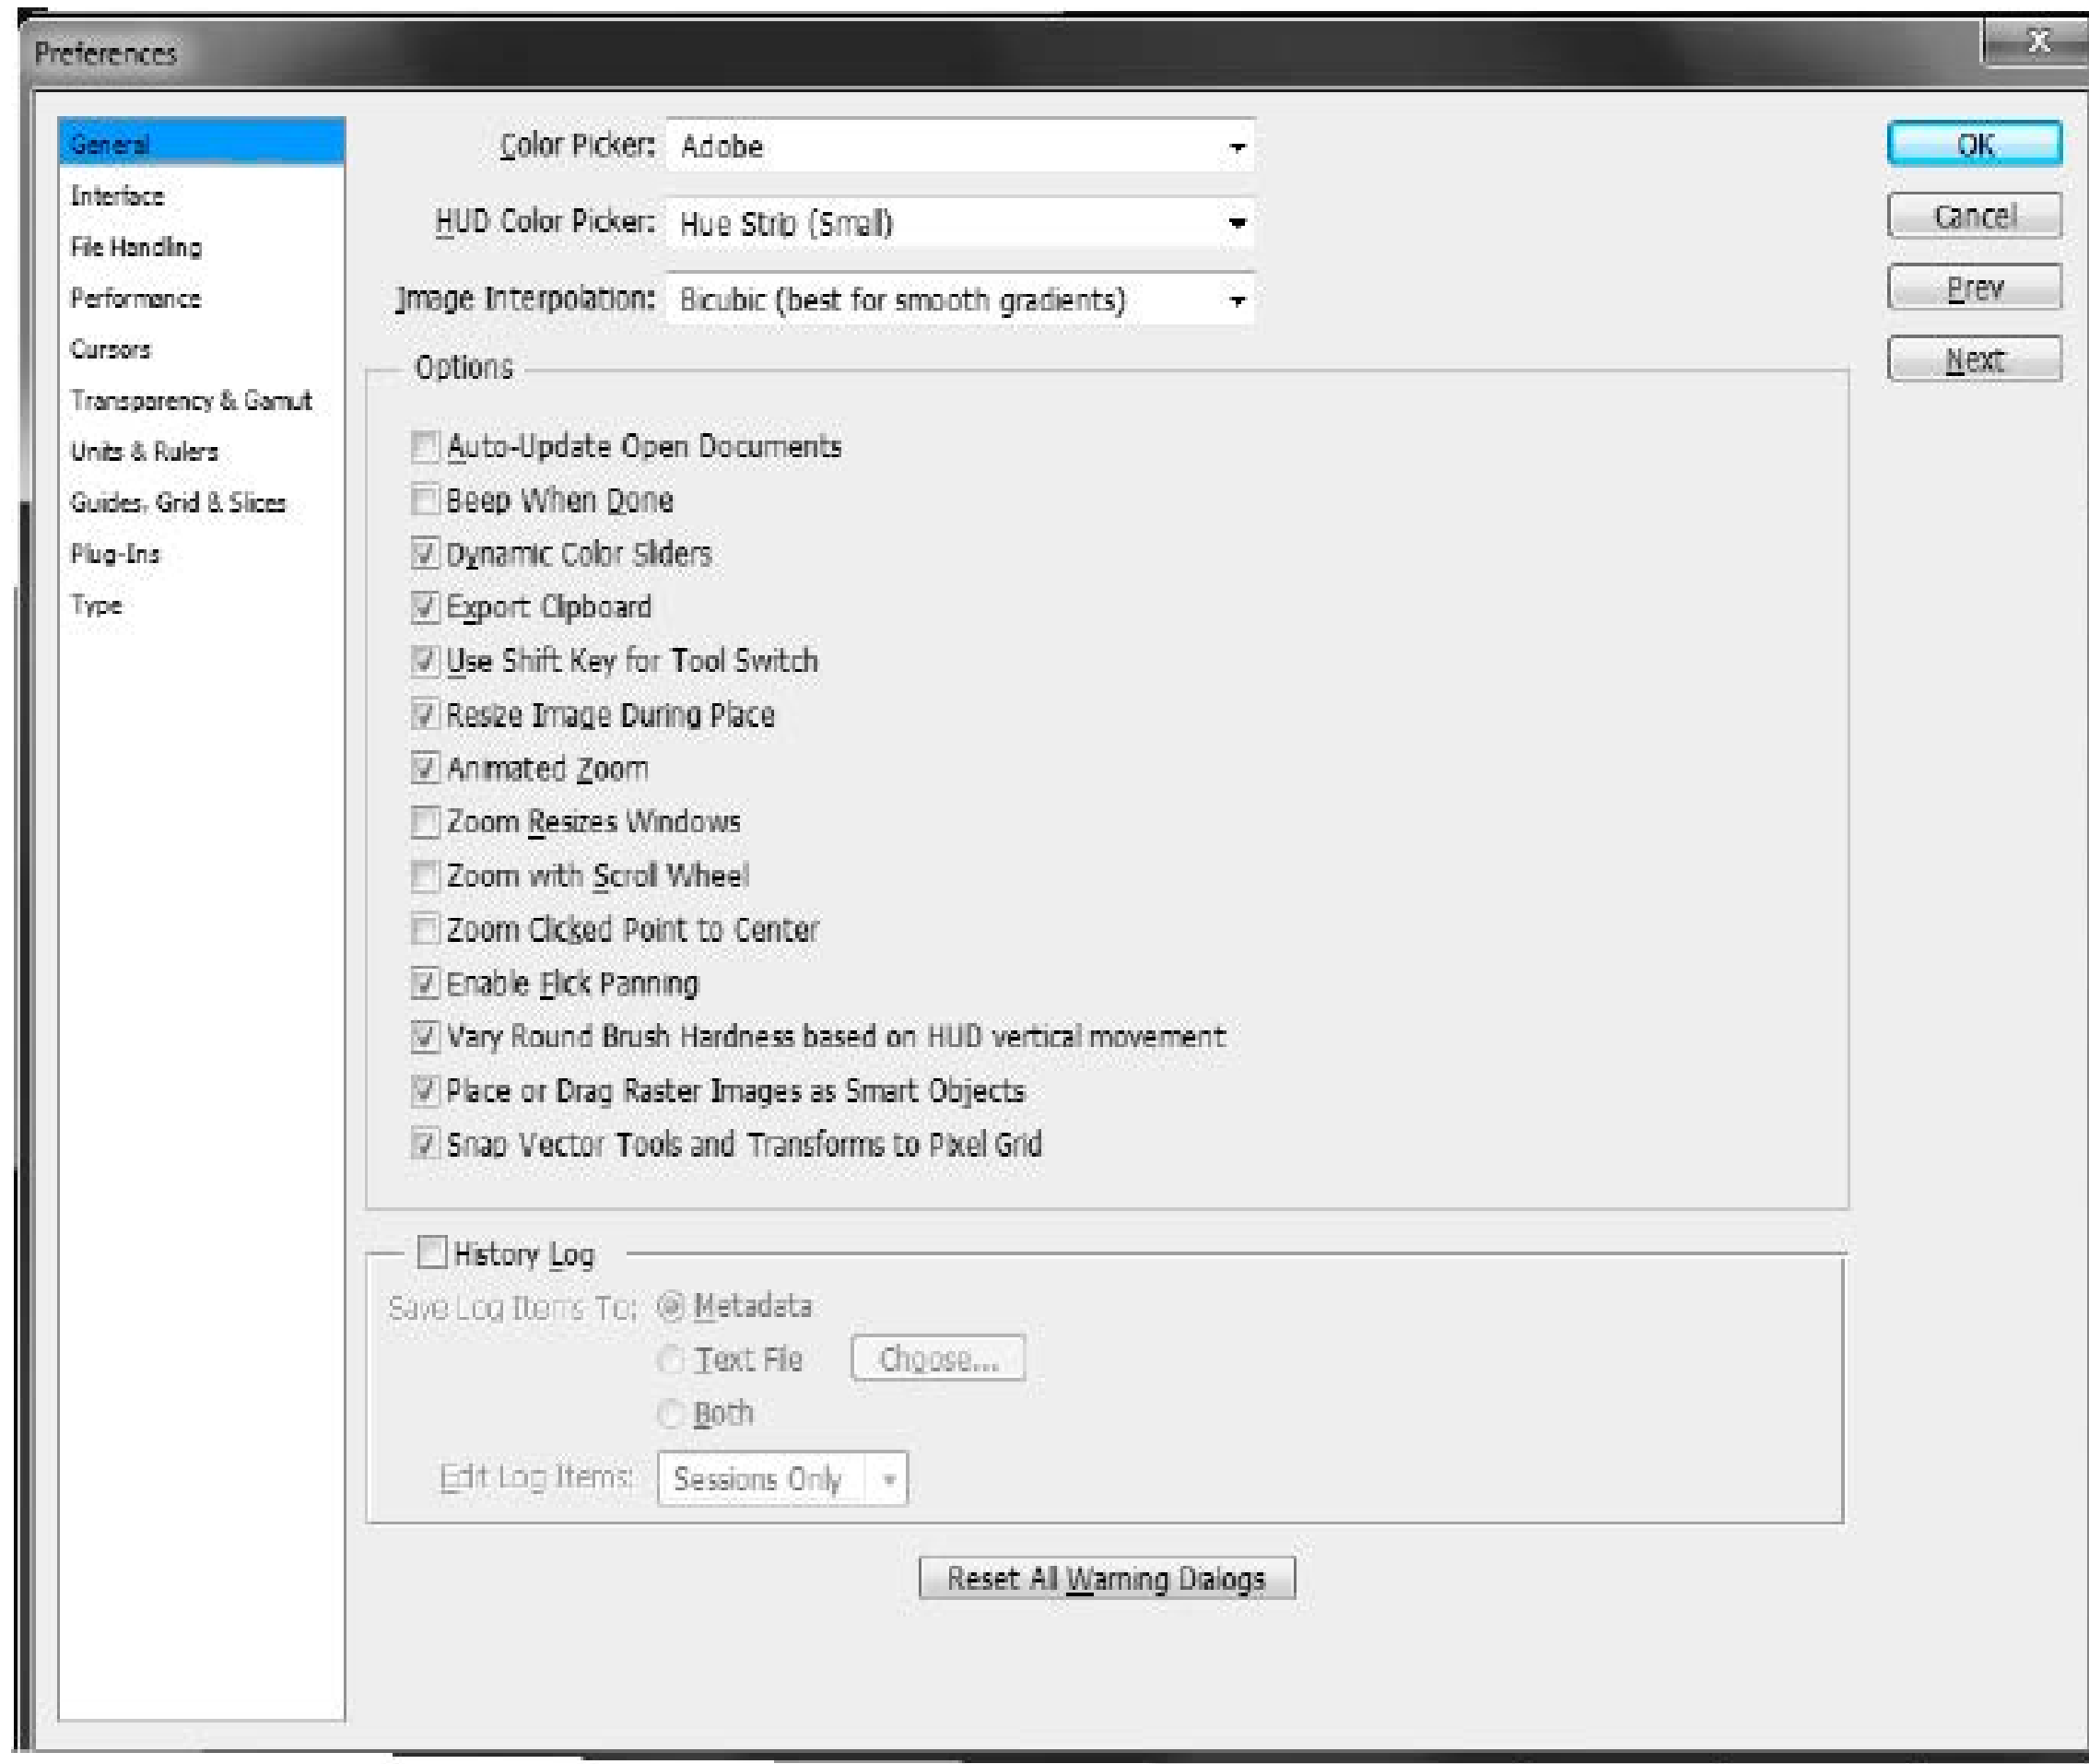 Preferences
X
General
Interface
File Handling
Performance
Cursors
Transparency & Gamut
Units & Rulers
Guides, Grid & Slices
Plug-Ins
Type
Color Picker: Adobe
HUD Color Picker: Hue Strip (Small)
Image Interpolation: Bicubic (best for smooth gradients)
Options
Auto-Update Open Documents
Beep When Done
Dynamic Color Sliders
Export Clipboard
Use Shift Key for Tool Switch
Resize Image During Place
Animated Zoom
Zoom Resizes Windows
Zoom with Scroll Wheel
Zoom Clicked Point to Center
Enable Flick Panning
Vary Round Brush Hardness based on HUD vertical movement
Place or Drag Raster Images as Smart Objects
Snap Vector Tools and Transforms to Pixel Grid
History Log
Save Log Items To: Metadata
Text File Choose...
Both
Edit Log Items: Sessions Only
Reset All Warning Dialogs
OK
Cancel
Prev
Next